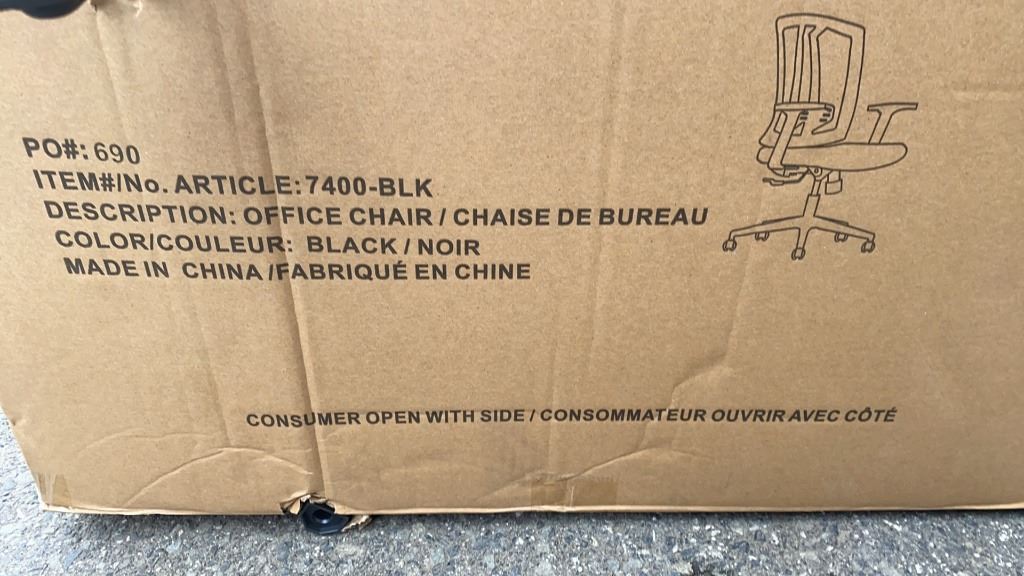 PO#: 690
ITEM#/No. ARTICLE: 7400-BLK
DESCRIPTION: OFFICE CHAIR / CHAISE DE BUREAU
COLOR/COULEUR: BLACK / NOIR
MADE IN CHINA /FABRIQUÉ EN CHINE
CONSUMER OPEN WITH SIDE / CONSOMMATEUR OUVRIR AVEC CÔTÉ